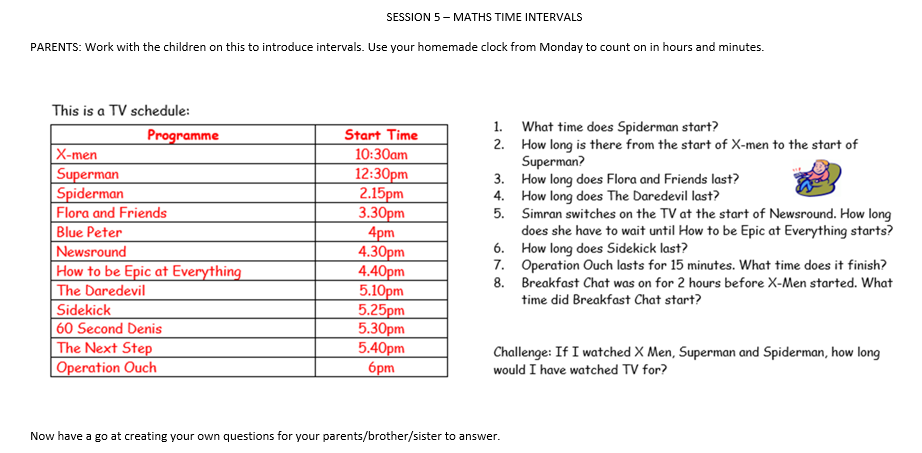 SESSION 5 – MATHS TIME INTERVALS
PARENTS: Work with the children on this to introduce intervals. Use your homemade clock from Monday to count on in hours and minutes.
This is a TV schedule:
Programme Start Time
X-men 10:30am
Superman 12:30pm
Spiderman 2.15pm
Flora and Friends 3.30pm
Blue Peter 4pm
Newsround 4.30pm
How to be Epic at Everything 4.40pm
The Daredevil 5.10pm
Sidekick 5.25pm
60 Second Denis 5.30pm
The Next Step 5.40pm
Operation Ouch 6pm
1. What time does Spiderman start?
2. How long is there from the start of X-men to the start of
Superman?
3. How long does Flora and Friends last?
4. How long does The Daredevil last?
5. Simran switches on the TV at the start of Newsround. How long
does she have to wait until How to be Epic at Everything starts?
6. How long does Sidekick last?
7. Operation Ouch lasts for 15 minutes. What time does it finish?
8. Breakfast Chat was on for 2 hours before X-Men started. What
time did Breakfast Chat start?
Challenge: If I watched X Men, Superman and Spiderman, how long
would I have watched TV for?
Now have a go at creating your own questions for your parents/brother/sister to answer.